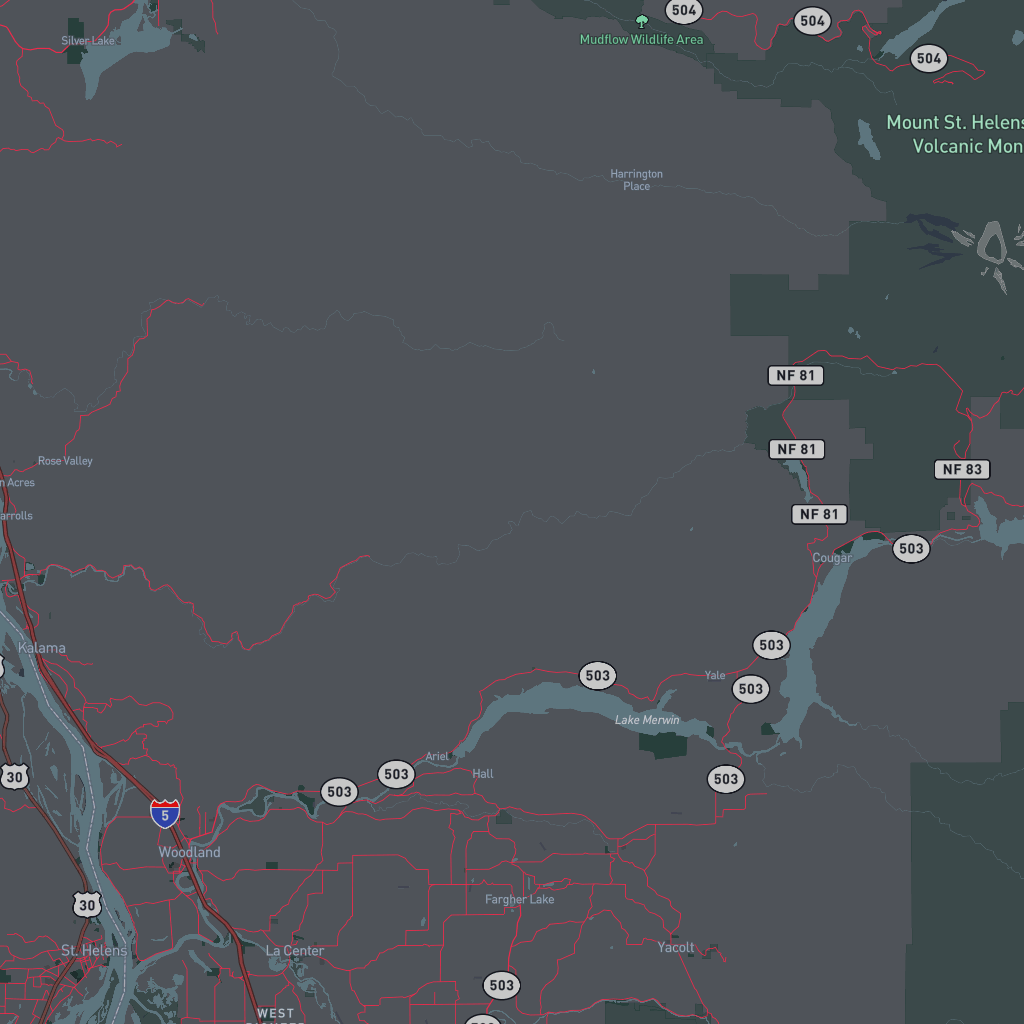 504
504
Silver Lake
Mudflow Wildlife Area
504
Mount St. Helens
Volcanic Mon
Harrington
Place
NF 81
NF 81
Rose Valley
NF 83
n Acres
arrolls
NF 81
503
Cougar
503
Kalama
503
Yale
503
Lake Merwin
Ariel
503
Hall
30
503
503
5
Woodland
Fargher Lake
30
St. Helens
La Center
Yacolt
503
WEST